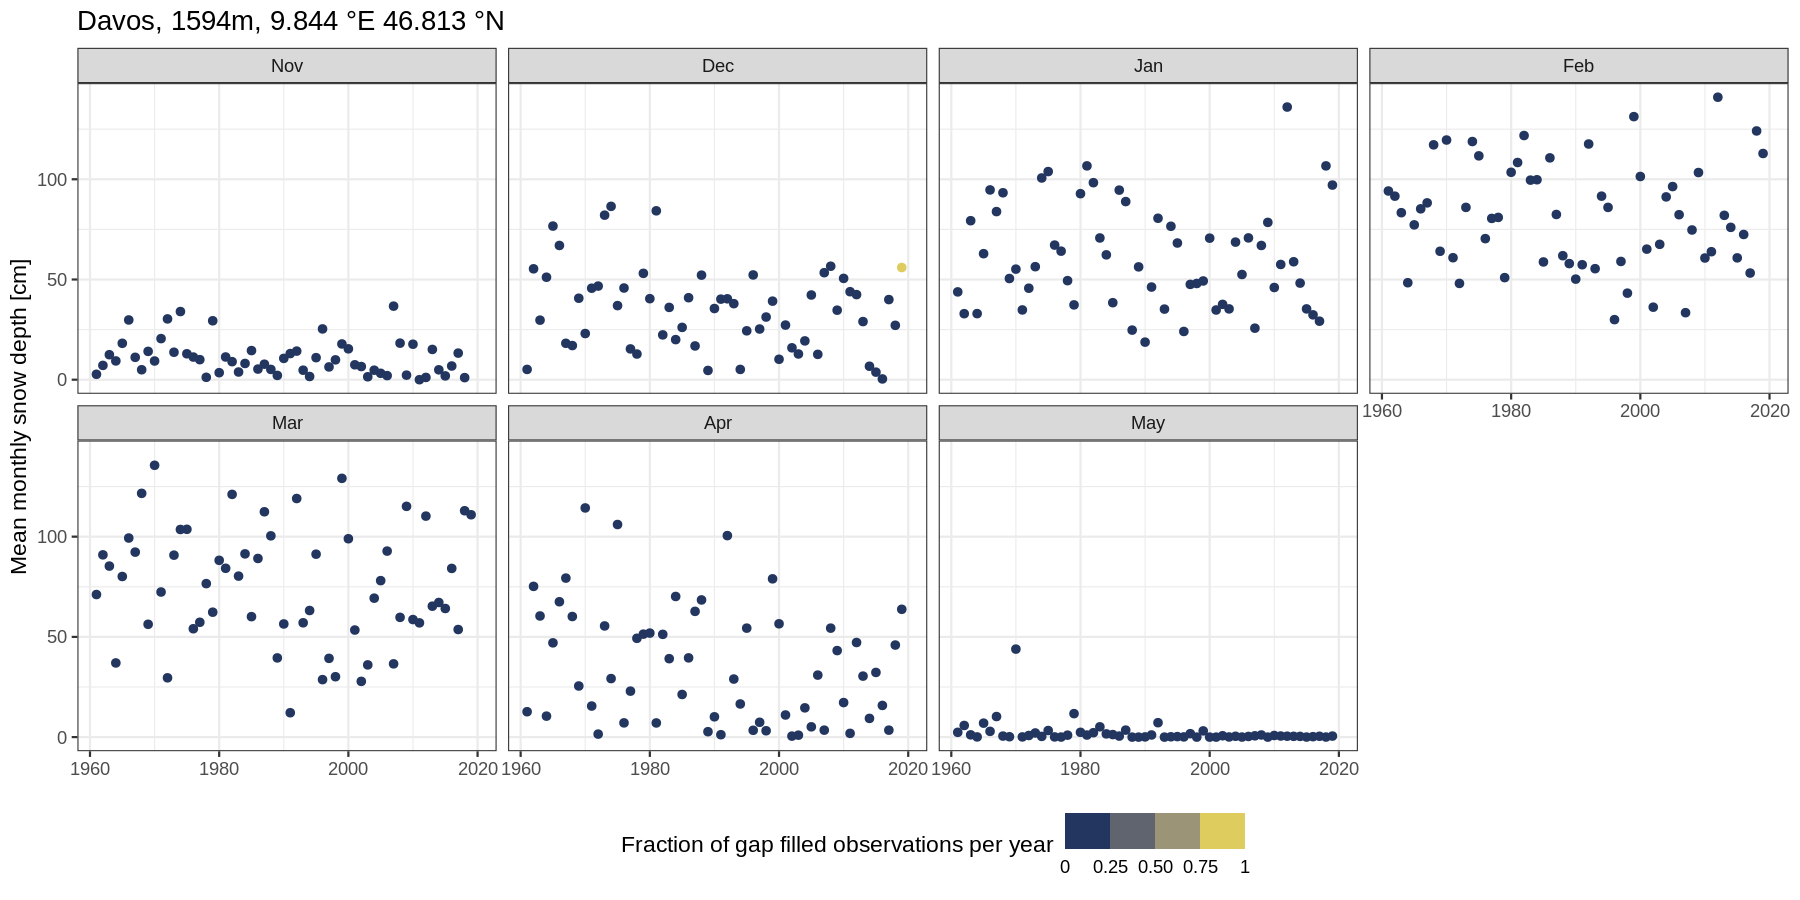 Davos, 1594m, 9.844 °E 46.813 °N
Nov
Dec
Jan
Feb
Mean monthly snow depth [cm]
100
50
0
1960 1980 2000 2020
Mar
Apr
May
100
50
0
1960 1980 2000 2020
1960 1980 2000 2020
1960 1980 2000 2020
Fraction of gap filled observations per year
0 0.25 0.50 0.75 1